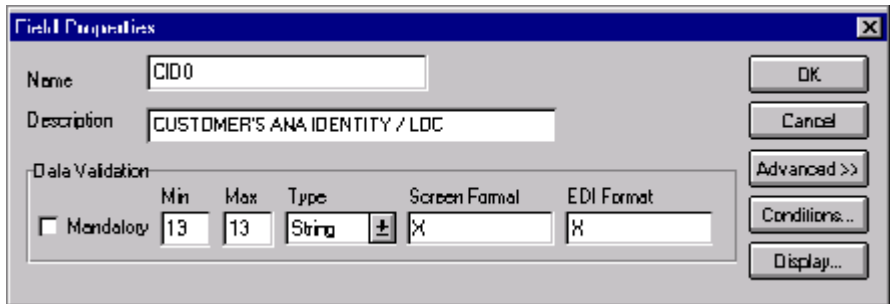 Field Properties
Name CID0 OK
Description CUSTOMER'S ANA IDENTITY / LOC Cancel
Data Validation Advanced >>
Min Max Type Screen Format EDI Format
Mandatory 13 13 String X X Conditions...
Display...